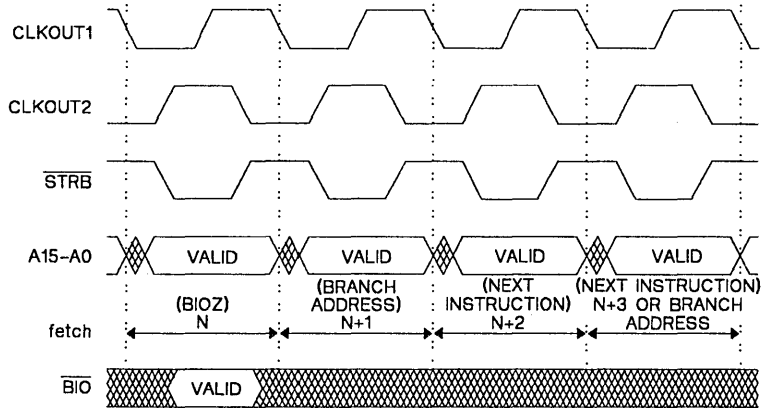 CLKOUT1
CLKOUT2
STRB
A15-A0
VALID
VALID
VALID
VALID
(BIOZ)
N
(BRANCH
ADDRESS)
N+1
(NEXT
INSTRUCTION)
N+2
(NEXT INSTRUCTION)
N+3 OR BRANCH
ADDRESS
fetch
BIO
VALID